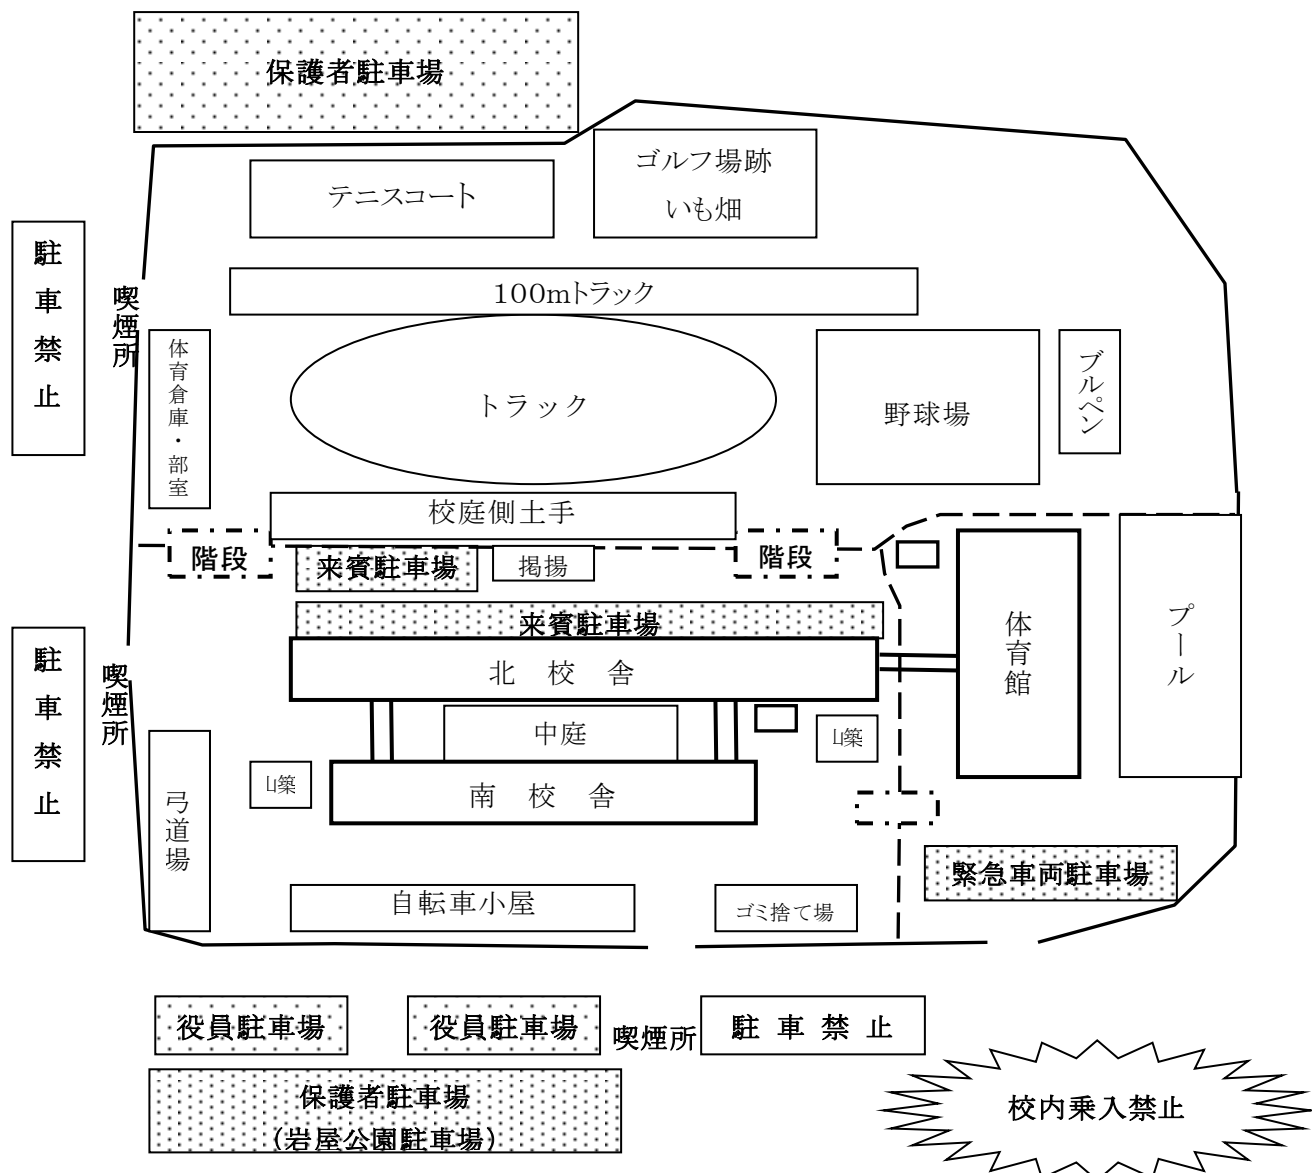 保護者駐車場
ゴルフ場跡
いも畑
テニスコート
駐車禁止
喫煙所
100mトラック
体育倉庫・部室
トラック
野球場
ブルペン
校庭側土手
階段
来賓駐車場
掲揚
階段
来賓駐車場
体育館
プール
駐車禁止
喫煙所
北校舎
中庭
山築
山築
南校舎
弓道場
緊急車両駐車場
自転車小屋
ゴミ捨て場
役員駐車場
役員駐車場
喫煙所
駐車禁止
保護者駐車場
（岩屋公園駐車場）
校内乗入禁止